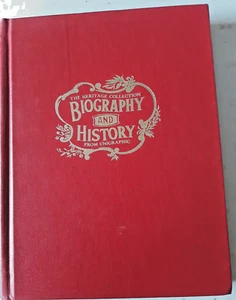 THE HERITAGE COLLECTION
BIOGRAPHY
AND
HISTORY
FROM UNIGRAPHIC